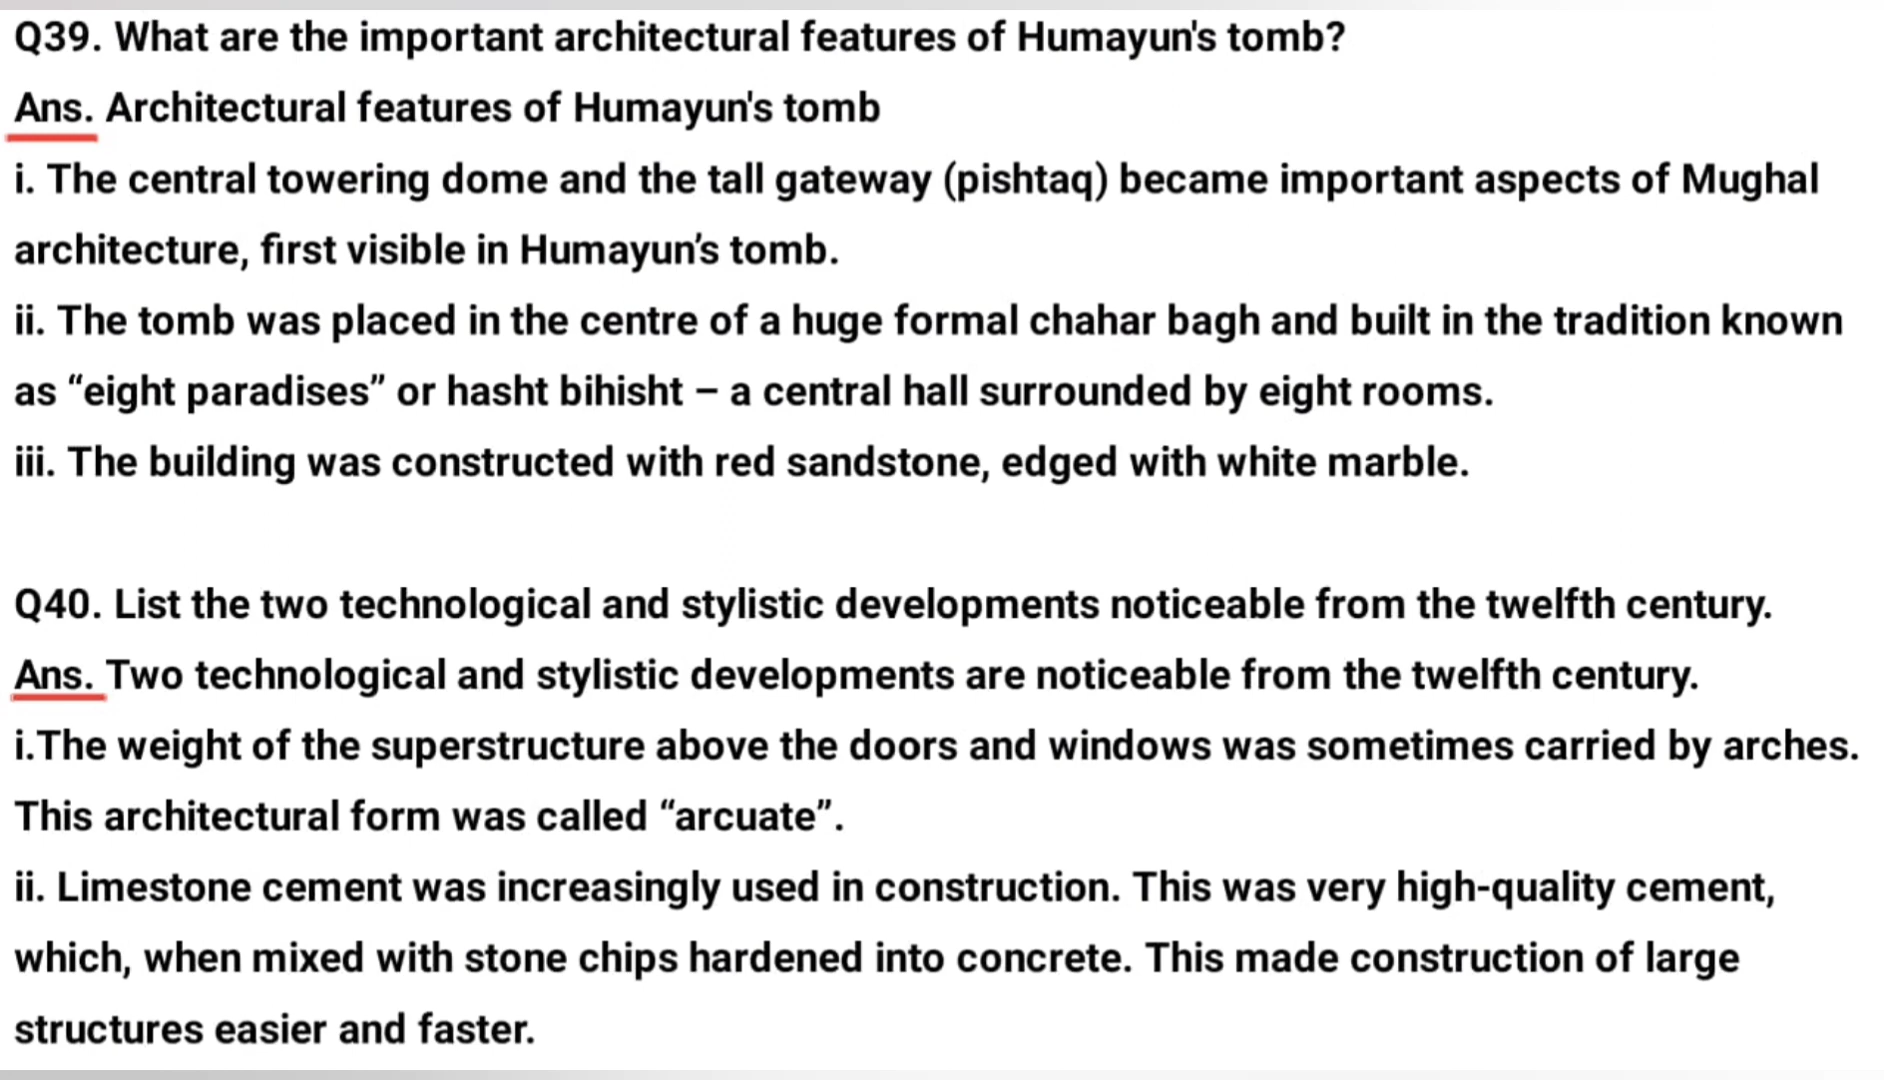 Q39. What are the important architectural features of Humayun's tomb?
Ans. Architectural features of Humayun's tomb
i. The central towering dome and the tall gateway (pishtaq) became important aspects of Mughal
architecture, first visible in Humayun’s tomb.
ii. The tomb was placed in the centre of a huge formal chahar bagh and built in the tradition known
as “eight paradises” or hasht bihisht – a central hall surrounded by eight rooms.
iii. The building was constructed with red sandstone, edged with white marble.
Q40. List the two technological and stylistic developments noticeable from the twelfth century.
Ans. Two technological and stylistic developments are noticeable from the twelfth century.
i.The weight of the superstructure above the doors and windows was sometimes carried by arches.
This architectural form was called “arcuate”.
ii. Limestone cement was increasingly used in construction. This was very high-quality cement,
which, when mixed with stone chips hardened into concrete. This made construction of large
structures easier and faster.